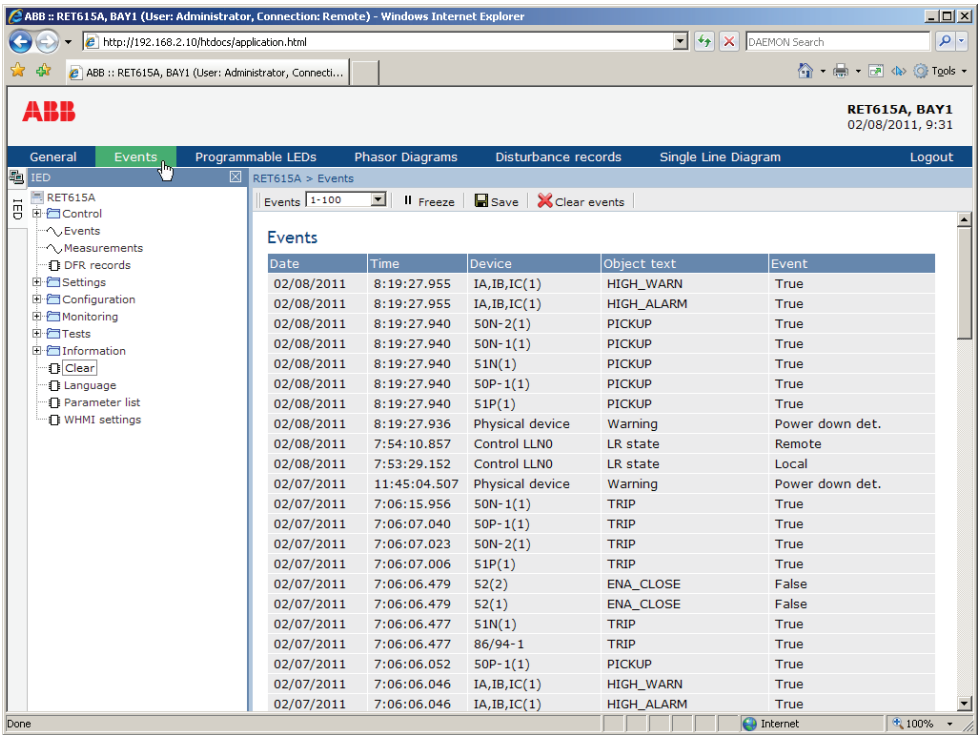 ABB :: RET615A, BAY1 (User: Administrator, Connection: Remote) - Windows Internet Explorer
http://192.168.2.10/htdocs/application.html
DAEMON Search
ABB :: RET615A, BAY1 (User: Administrator, Connecti...
Tools
ABB
RET615A, BAY1
02/08/2011, 9:31
General Events Programmable LEDs Phasor Diagrams Disturbance records Single Line Diagram Logout
IED
IED
RET615A
Control
Events
Measurements
DFR records
Settings
Configuration
Monitoring
Tests
Information
Clear
Language
Parameter list
WHMI settings
RET615A > Events
Events 1-100 Freeze Save Clear events
Events
Date Time Device Object text Event
02/08/2011 8:19:27.955 IA,IB,IC(1) HIGH_WARN True
02/08/2011 8:19:27.955 IA,IB,IC(1) HIGH_ALARM True
02/08/2011 8:19:27.940 50N-2(1) PICKUP True
02/08/2011 8:19:27.940 50N-1(1) PICKUP True
02/08/2011 8:19:27.940 51N(1) PICKUP True
02/08/2011 8:19:27.940 50P-1(1) PICKUP True
02/08/2011 8:19:27.940 51P(1) PICKUP True
02/08/2011 8:19:27.936 Physical device Warning Power down det.
02/08/2011 7:54:10.857 Control LLN0 LR state Remote
02/08/2011 7:53:29.152 Control LLN0 LR state Local
02/07/2011 11:45:04.507 Physical device Warning Power down det.
02/07/2011 7:06:15.956 50N-1(1) TRIP True
02/07/2011 7:06:07.040 50P-1(1) TRIP True
02/07/2011 7:06:07.023 50N-2(1) TRIP True
02/07/2011 7:06:07.006 51P(1) TRIP True
02/07/2011 7:06:06.479 52(2) ENA_CLOSE False
02/07/2011 7:06:06.479 52(1) ENA_CLOSE False
02/07/2011 7:06:06.477 51N(1) TRIP True
02/07/2011 7:06:06.477 86/94-1 TRIP True
02/07/2011 7:06:06.052 50P-1(1) PICKUP True
02/07/2011 7:06:06.046 IA,IB,IC(1) HIGH_WARN True
02/07/2011 7:06:06.046 IA,IB,IC(1) HIGH_ALARM True
Done Internet 100%